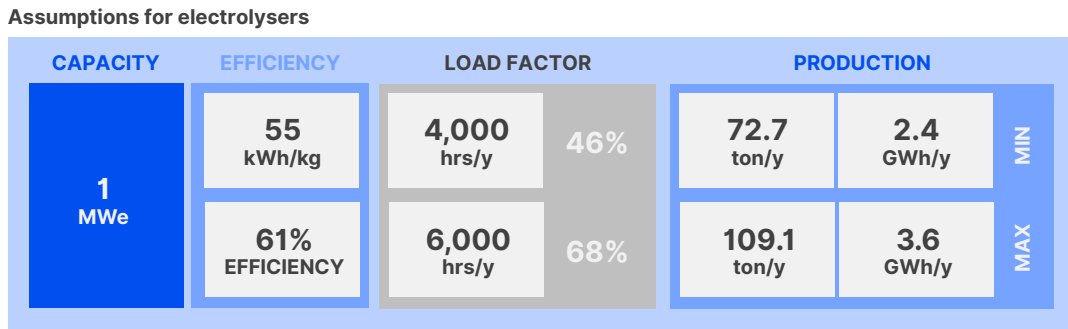 Assumptions for electrolysers
CAPACITY
EFFICIENCY
LOAD FACTOR
PRODUCTION
1
MWe
55
kWh/kg
61%
EFFICIENCY
4,000
hrs/y
46%
6,000
hrs/y
68%
72.7
ton/y
2.4
GWh/y
MIN
109.1
ton/y
3.6
GWh/y
MAX